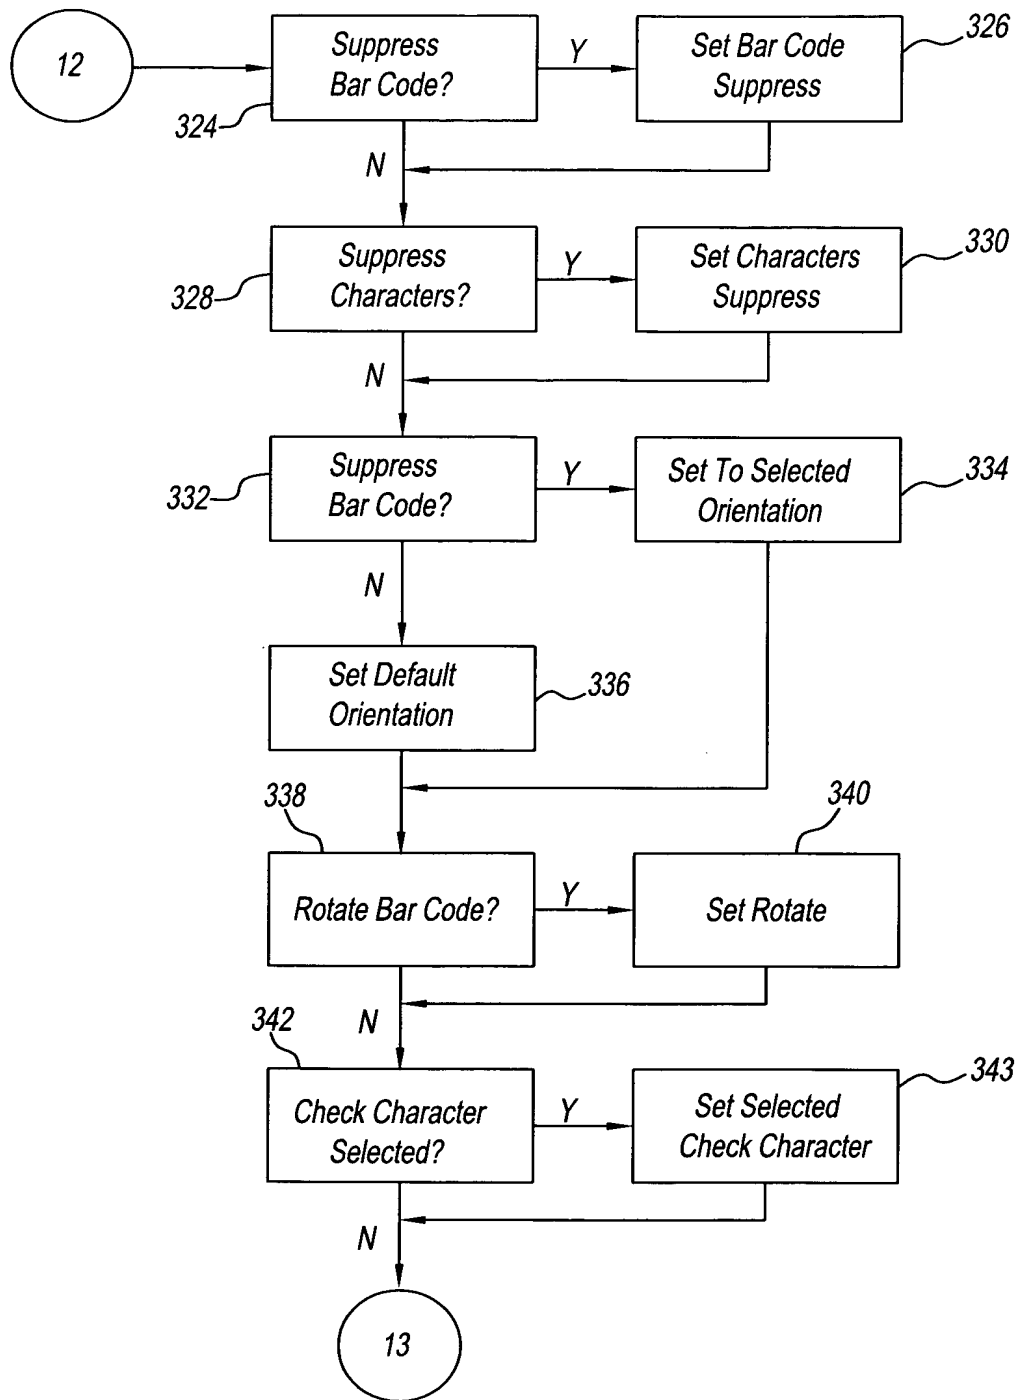 12
Suppress
Bar Code?
324
Y
Set Bar Code
Suppress
326
N
Suppress
Characters?
328
Y
Set Characters
Suppress
330
N
Suppress
Bar Code?
332
Y
Set To Selected
Orientation
334
N
Set Default
Orientation
336
338
Rotate Bar Code?
Y
340
Set Rotate
N
342
Check Character
Selected?
Y
Set Selected
Check Character
343
N
13